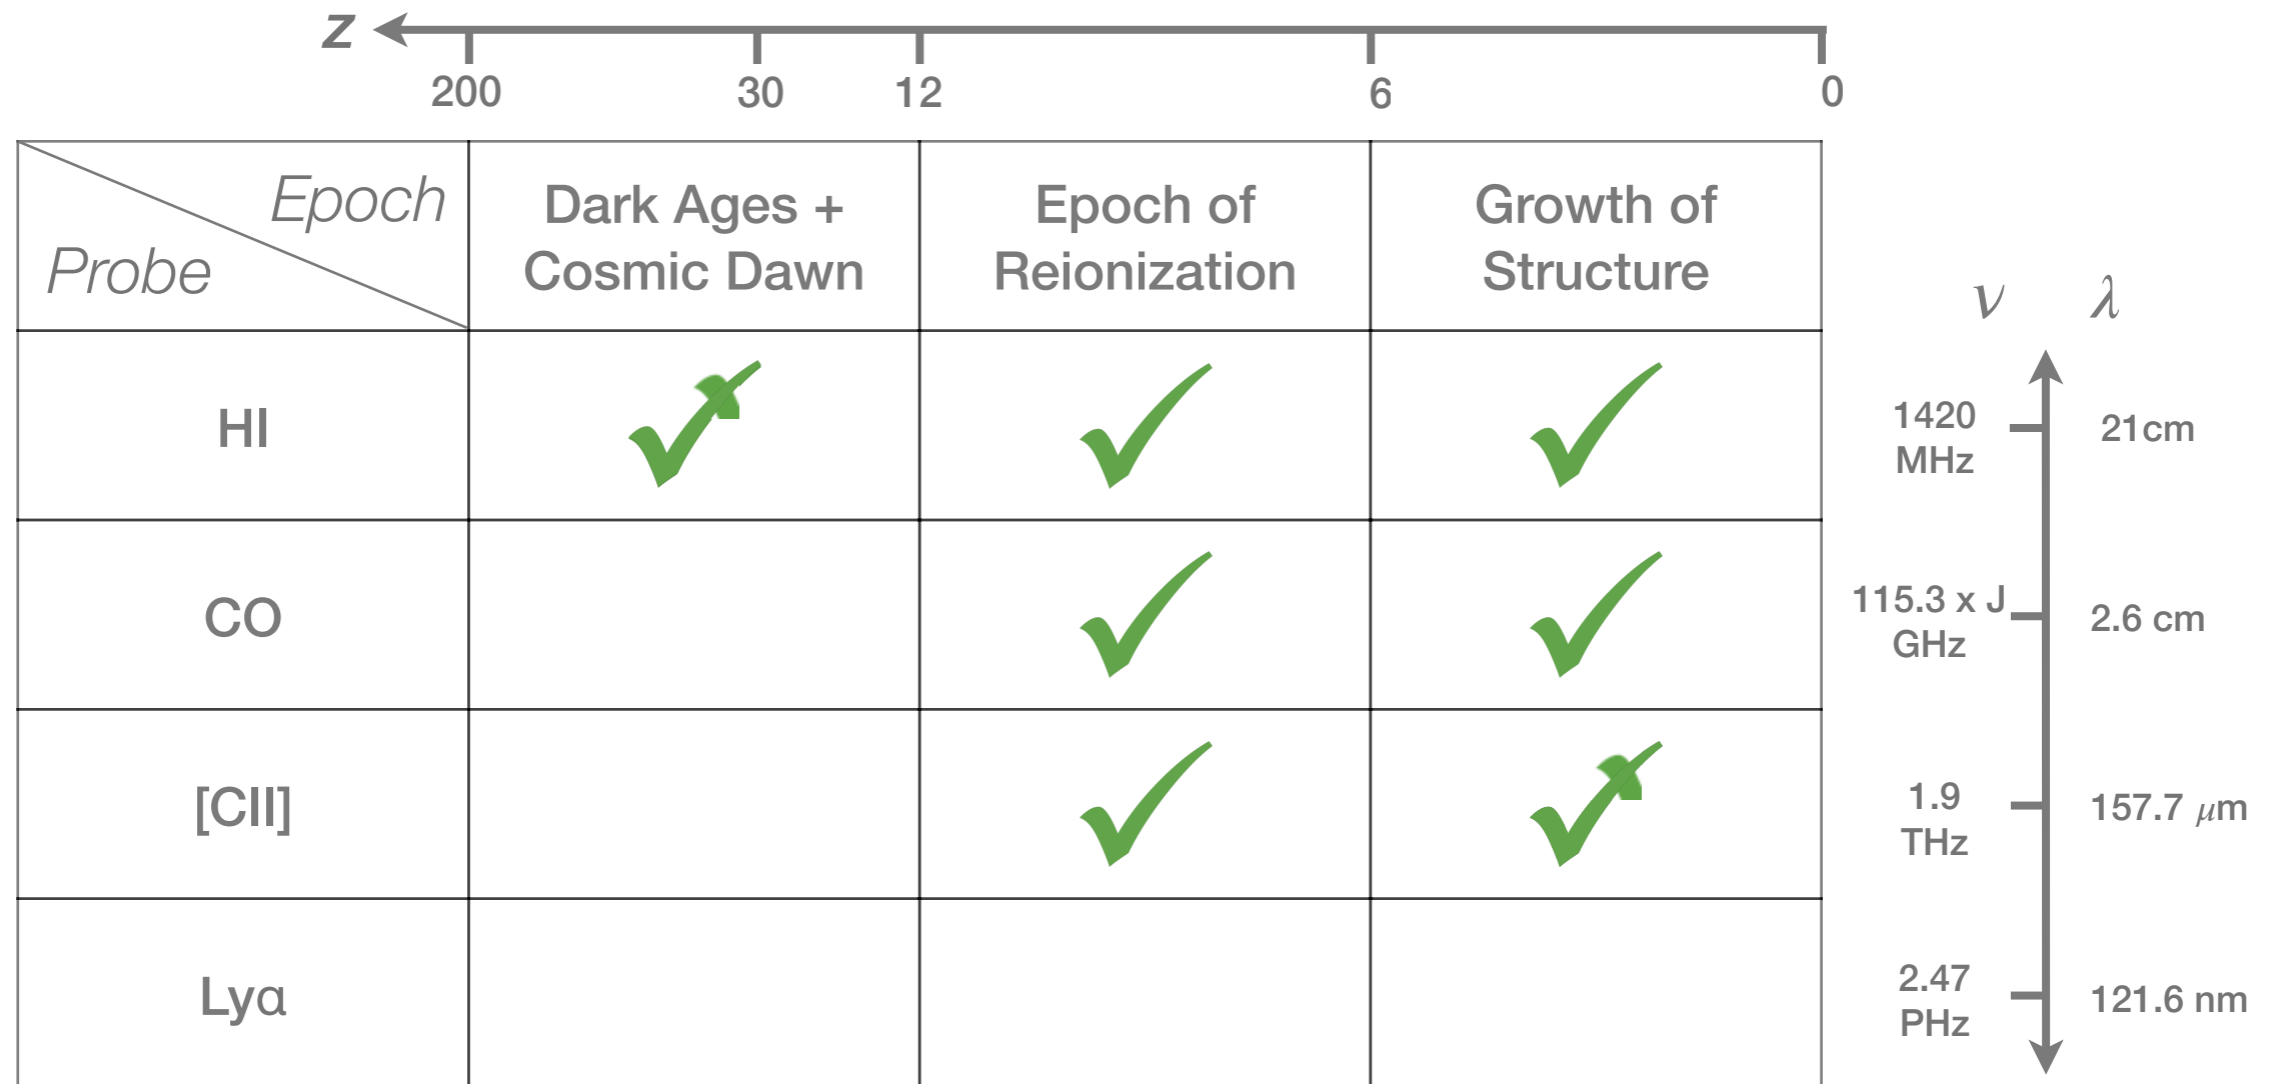 z
200
30
12
6
0
Epoch
Probe
Dark Ages +
Cosmic Dawn
Epoch of
Reionization
Growth of
Structure
ν
λ
HI
1420
MHz
21cm
CO
115.3 x J
GHz
2.6 cm
[CII]
1.9
THz
157.7 μm
Lyα
2.47
PHz
121.6 nm